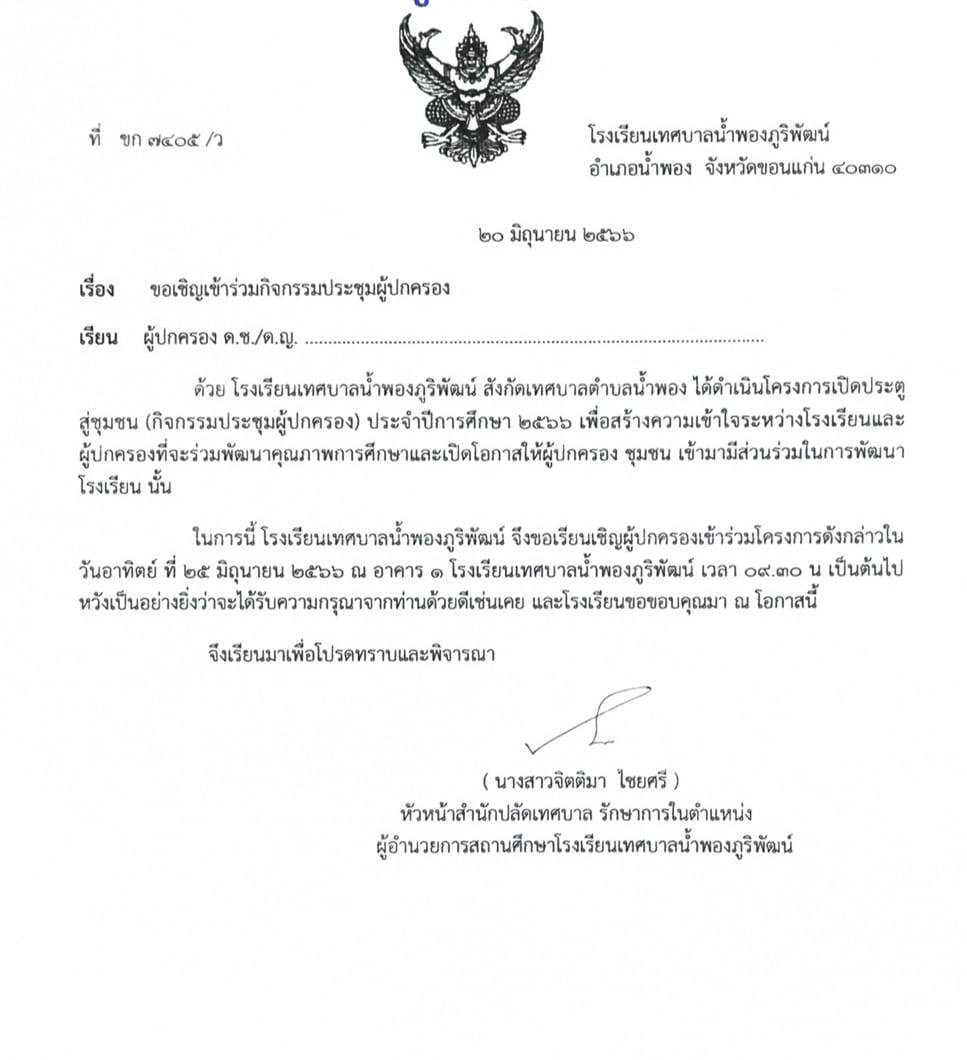 ที่ ขก ๗๔๐๕ /ว
โรงเรียนเทศบาลน้ำพองภูริพัฒน์
อำเภอน้ำพอง จังหวัดขอนแก่น ๔๐๓๑๐
๒๐ มิถุนายน ๒๕๖๖
เรื่อง ขอเชิญเข้าร่วมกิจกรรมประชุมผู้ปกครอง
เรียน ผู้ปกครอง ด.ช./ด.ญ. ..........................................................................................
ด้วย โรงเรียนเทศบาลน้ำพองภูริพัฒน์ สังกัดเทศบาลตำบลน้ำพอง ได้ดำเนินโครงการเปิดประตู
สู่ชุมชน (กิจกรรมประชุมผู้ปกครอง) ประจำปีการศึกษา ๒๕๖๖ เพื่อสร้างความเข้าใจระหว่างโรงเรียนและ
ผู้ปกครองที่จะร่วมพัฒนาคุณภาพการศึกษาและเปิดโอกาสให้ผู้ปกครอง ชุมชน เข้ามามีส่วนร่วมในการพัฒนา
โรงเรียน นั้น
ในการนี้ โรงเรียนเทศบาลน้ำพองภูริพัฒน์ จึงขอเรียนเชิญผู้ปกครองเข้าร่วมโครงการดังกล่าวใน
วันอาทิตย์ ที่ ๒๕ มิถุนายน ๒๕๖๖ ณ อาคาร ๑ โรงเรียนเทศบาลน้ำพองภูริพัฒน์ เวลา ๐๙.๓๐ น เป็นต้นไป
หวังเป็นอย่างยิ่งว่าจะได้รับความกรุณาจากท่านด้วยดีเช่นเคย และโรงเรียนขอขอบคุณมา ณ โอกาสนี้
จึงเรียนมาเพื่อโปรดทราบและพิจารณา
( นางสาวจิตติมา ไชยศรี )
หัวหน้าสำนักปลัดเทศบาล รักษาการในตำแหน่ง
ผู้อำนวยการสถานศึกษาโรงเรียนเทศบาลน้ำพองภูริพัฒน์